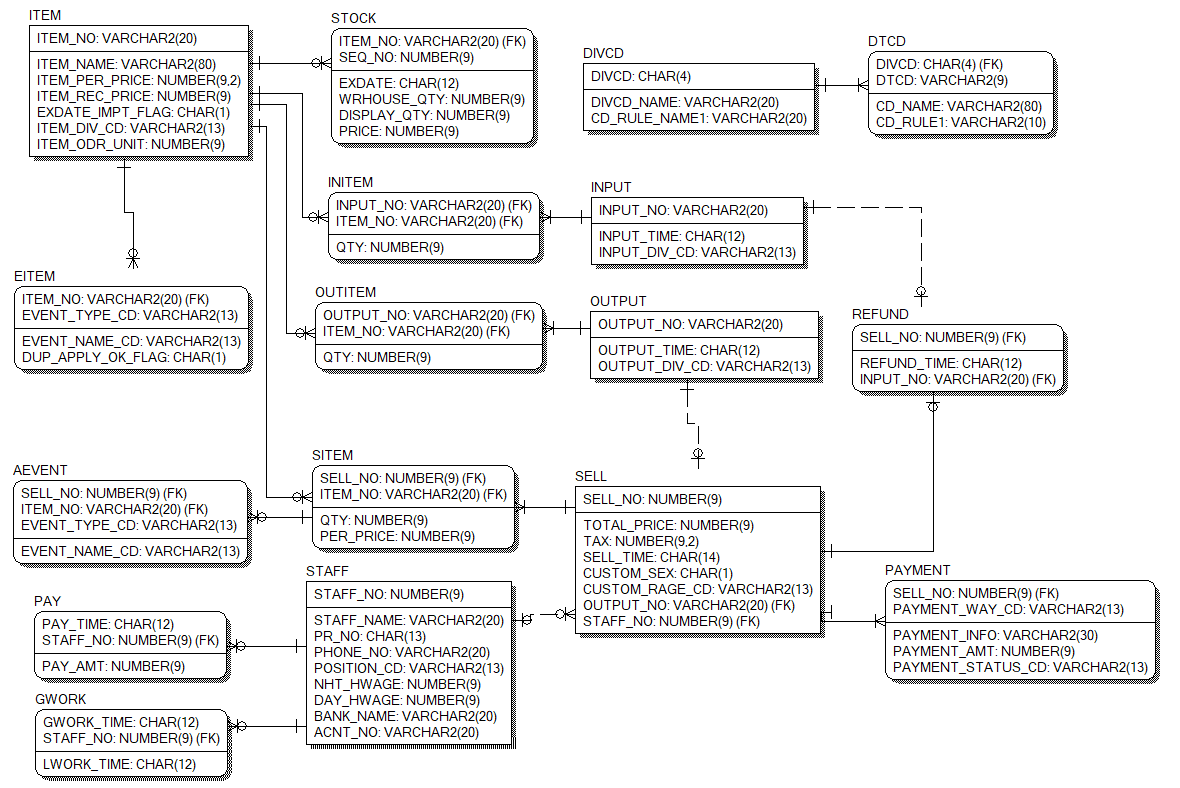 ITEM
ITEM_NO: VARCHAR2(20)
ITEM_NAME: VARCHAR2(80)
ITEM_PER_PRICE: NUMBER(9,2)
ITEM_REC_PRICE: NUMBER(9)
EXDATE_IMPT_FLAG: CHAR(1)
ITEM_DIV_CD: VARCHAR2(13)
ITEM_ODR_UNIT: NUMBER(9)
STOCK
ITEM_NO: VARCHAR2(20) (FK)
SEQ_NO: NUMBER(9)
EXDATE: CHAR(12)
WRHOUSE_QTY: NUMBER(9)
DISPLAY_QTY: NUMBER(9)
PRICE: NUMBER(9)
DIVCD
DIVCD: CHAR(4)
DIVCD_NAME: VARCHAR2(20)
CD_RULE_NAME1: VARCHAR2(20)
DTCD
DIVCD: CHAR(4) (FK)
DTCD: VARCHAR2(9)
CD_NAME: VARCHAR2(80)
CD_RULE1: VARCHAR2(10)
INITEM
INPUT_NO: VARCHAR2(20) (FK)
ITEM_NO: VARCHAR2(20) (FK)
QTY: NUMBER(9)
INPUT
INPUT_NO: VARCHAR2(20)
INPUT_TIME: CHAR(12)
INPUT_DIV_CD: VARCHAR2(13)
EITEM
ITEM_NO: VARCHAR2(20) (FK)
EVENT_TYPE_CD: VARCHAR2(13)
EVENT_NAME_CD: VARCHAR2(13)
DUP_APPLY_OK_FLAG: CHAR(1)
OUTITEM
OUTPUT_NO: VARCHAR2(20) (FK)
ITEM_NO: VARCHAR2(20) (FK)
QTY: NUMBER(9)
OUTPUT
OUTPUT_NO: VARCHAR2(20)
OUTPUT_TIME: CHAR(12)
OUTPUT_DIV_CD: VARCHAR2(13)
REFUND
SELL_NO: NUMBER(9) (FK)
REFUND_TIME: CHAR(12)
INPUT_NO: VARCHAR2(20) (FK)
AEVENT
SELL_NO: NUMBER(9) (FK)
ITEM_NO: VARCHAR2(20) (FK)
EVENT_TYPE_CD: VARCHAR2(13)
EVENT_NAME_CD: VARCHAR2(13)
SITEM
SELL_NO: NUMBER(9) (FK)
ITEM_NO: VARCHAR2(20) (FK)
QTY: NUMBER(9)
PER_PRICE: NUMBER(9)
SELL
SELL_NO: NUMBER(9)
TOTAL_PRICE: NUMBER(9)
TAX: NUMBER(9,2)
SELL_TIME: CHAR(14)
CUSTOM_SEX: CHAR(1)
CUSTOM_RAGE_CD: VARCHAR2(13)
OUTPUT_NO: VARCHAR2(20) (FK)
STAFF_NO: NUMBER(9) (FK)
PAYMENT
SELL_NO: NUMBER(9) (FK)
PAYMENT_WAY_CD: VARCHAR2(13)
PAYMENT_INFO: VARCHAR2(30)
PAYMENT_AMT: NUMBER(9)
PAYMENT_STATUS_CD: VARCHAR2(13)
STAFF
STAFF_NO: NUMBER(9)
STAFF_NAME: VARCHAR2(20)
PR_NO: CHAR(13)
PHONE_NO: VARCHAR2(20)
POSITION_CD: VARCHAR2(13)
NHT_HWAGE: NUMBER(9)
DAY_HWAGE: NUMBER(9)
BANK_NAME: VARCHAR2(20)
ACNT_NO: VARCHAR2(20)
PAY
PAY_TIME: CHAR(12)
STAFF_NO: NUMBER(9) (FK)
PAY_AMT: NUMBER(9)
GWORK
GWORK_TIME: CHAR(12)
STAFF_NO: NUMBER(9) (FK)
LWORK_TIME: CHAR(12)